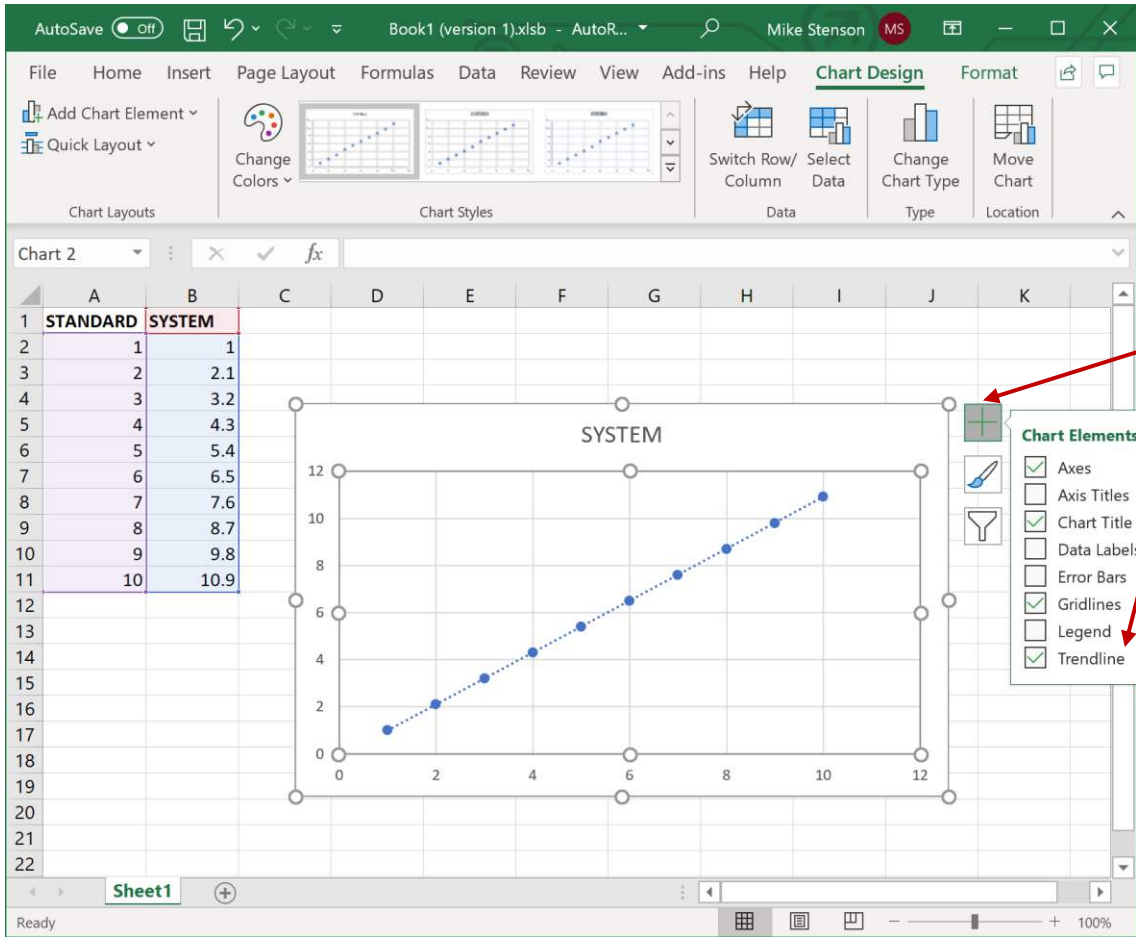 AutoSave Off Book1 (version 1).xlsb - AutoR... Mike Stenson MS
File Home Insert Page Layout Formulas Data Review View Add-ins Help Chart Design Format
Add Chart Element
Quick Layout
Change
Colors
Switch Row/
Column
Select
Data
Change
Chart Type
Move
Chart
Chart Layouts
Chart Styles
Data
Type
Location
Chart 2
fx
A B C D E F G H I J K
1 STANDARD SYSTEM
2 1 1
3 2 2.1
4 3 3.2
5 4 4.3
6 5 5.4
7 6 6.5
8 7 7.6
9 8 8.7
10 9 9.8
11 10 10.9
12
13
14
15
16
17
18
19
20
21
22
SYSTEM
12
10
8
6
4
2
0
0 2 4 6 8 10 12
Chart Elements
Axes
Axis Titles
Chart Title
Data Labels
Error Bars
Gridlines
Legend
Trendline
Sheet1
Ready
100%